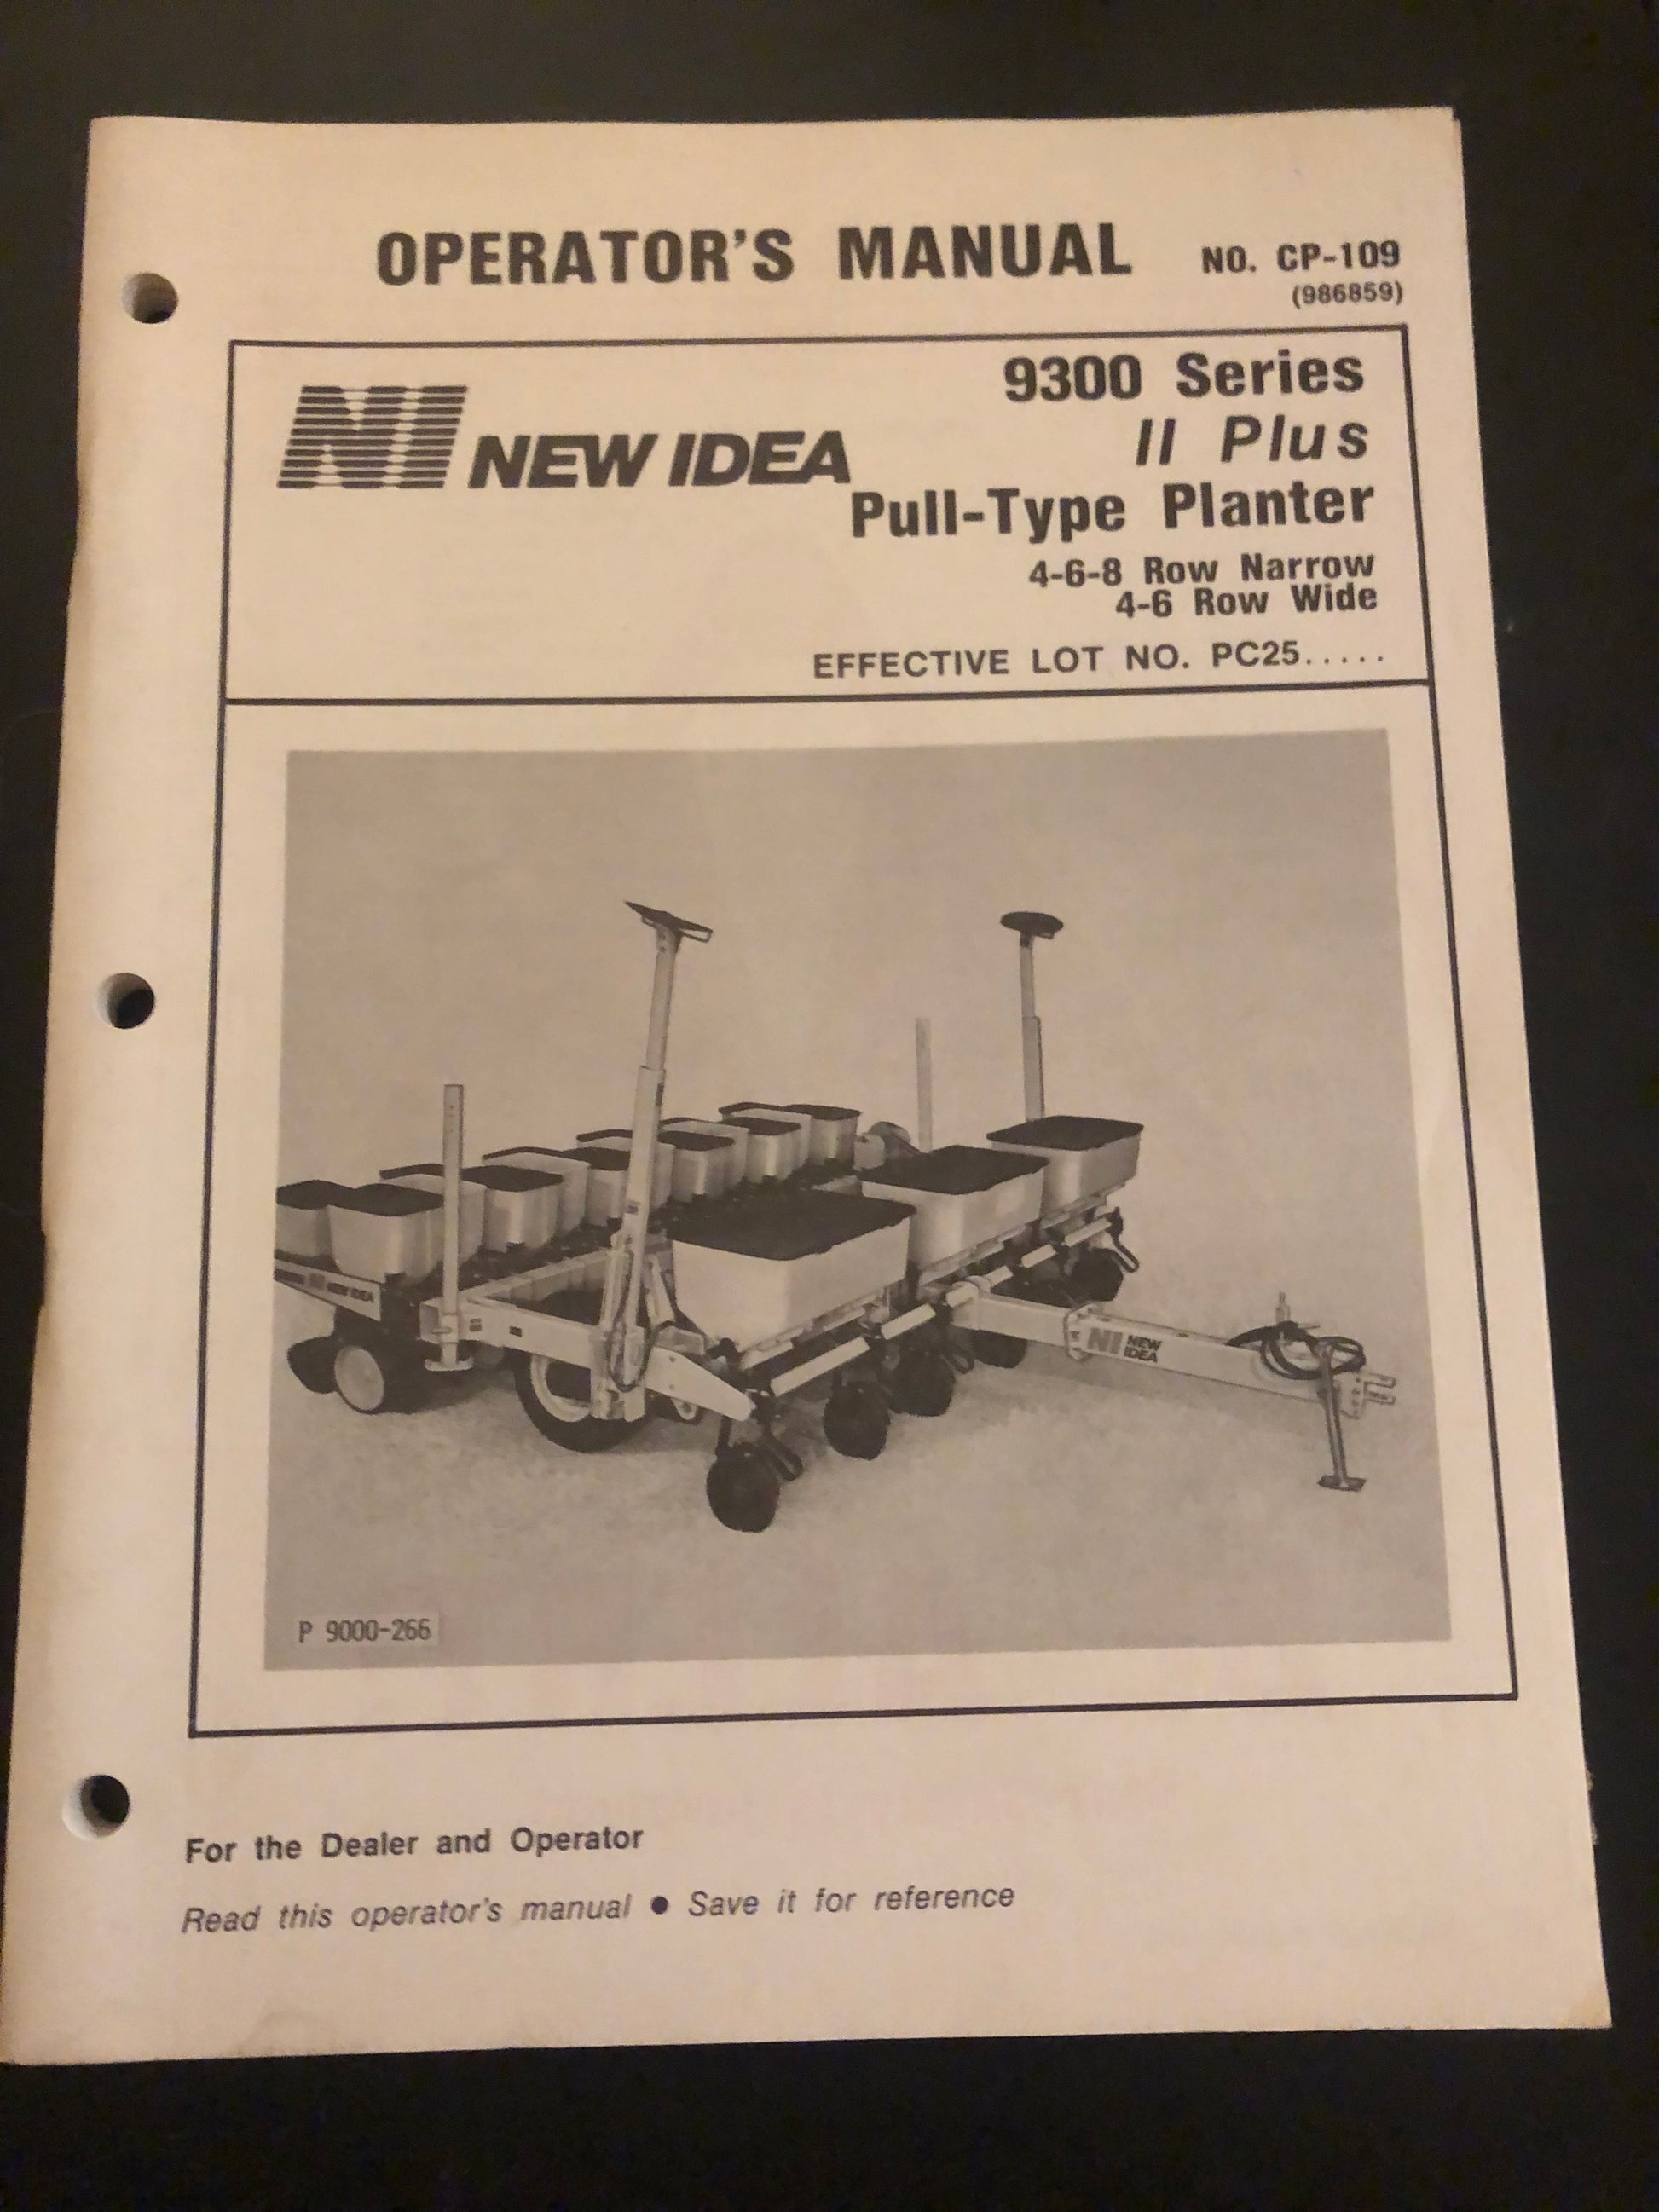 OPERATOR'S MANUAL NO. CP-109
(986859)
NI NEW IDEA
9300 Series
II Plus
Pull-Type Planter
4-6-8 Row Narrow
4-6 Row Wide
EFFECTIVE LOT NO. PC25.....
NEW IDEA
NI NEW
IDEA
P 9000-266
For the Dealer and Operator
Read this operator's manual ● Save it for reference